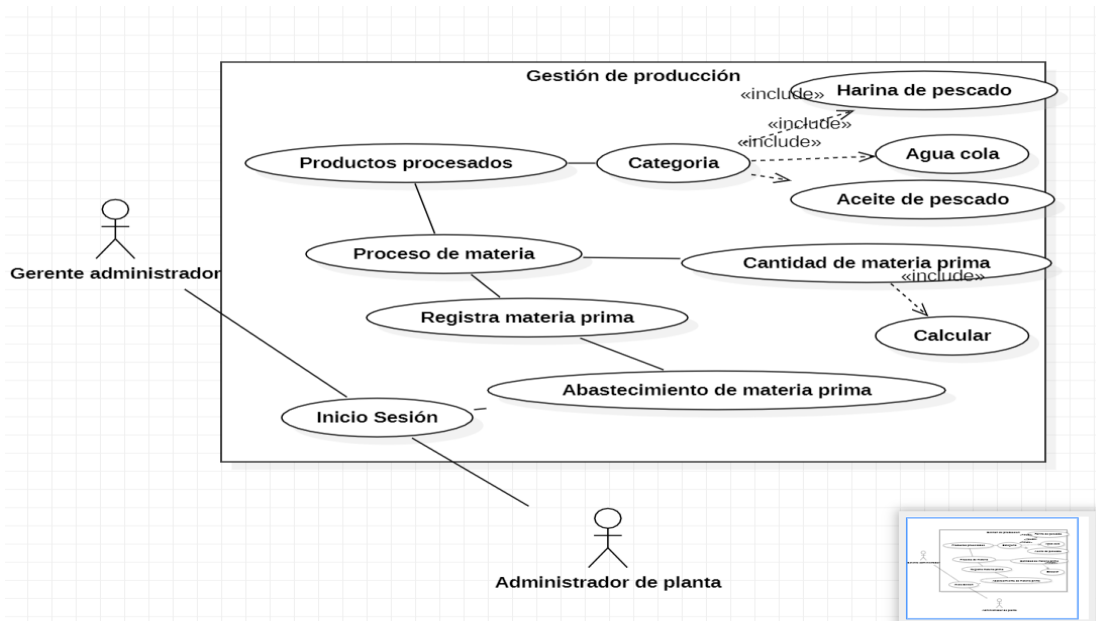 Gestión de producción
«include»
Harina de pescado
«include»
«include»
Productos procesados
Categoria
Agua cola
Aceite de pescado
Proceso de materia
Cantidad de materia prima
«include»
Gerente administrador
Registra materia prima
Calcular
Abastecimiento de materia prima
Inicio Sesión
Administrador de planta